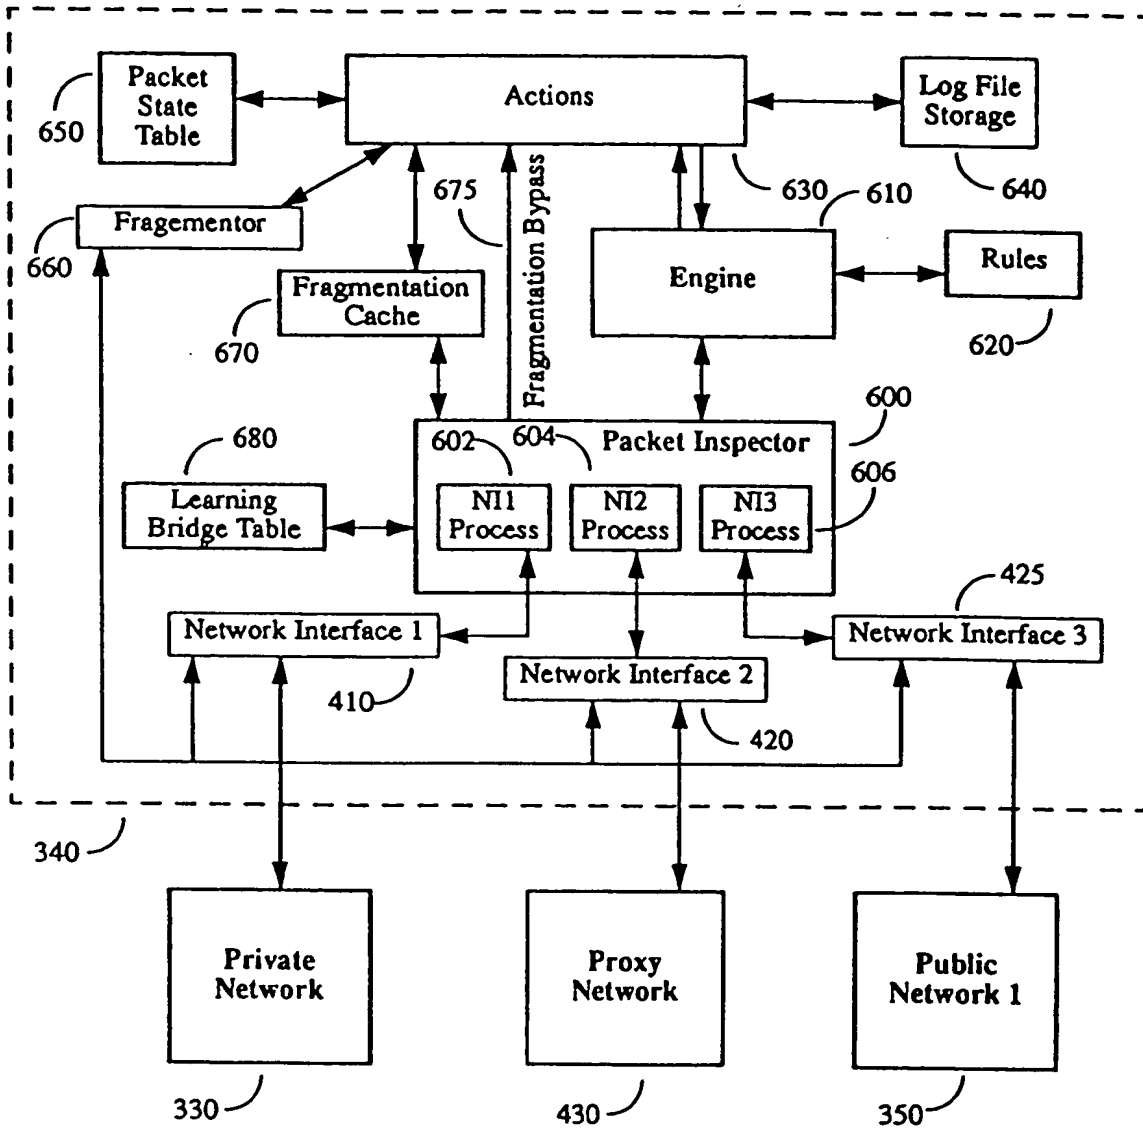 Packet
State
Table
650
Actions
Log File
Storage
640
630
610
675
Fragmentation Bypass
Fragementor
660
Fragmentation
Cache
670
Engine
Rules
620
600
Packet Inspector
602
604
606
680
Learning
Bridge Table
NI1
Process
NI2
Process
NI3
Process
425
Network Interface 1
410
Network Interface 2
420
Network Interface 3
340
Private
Network
330
Proxy
Network
430
Public
Network 1
350